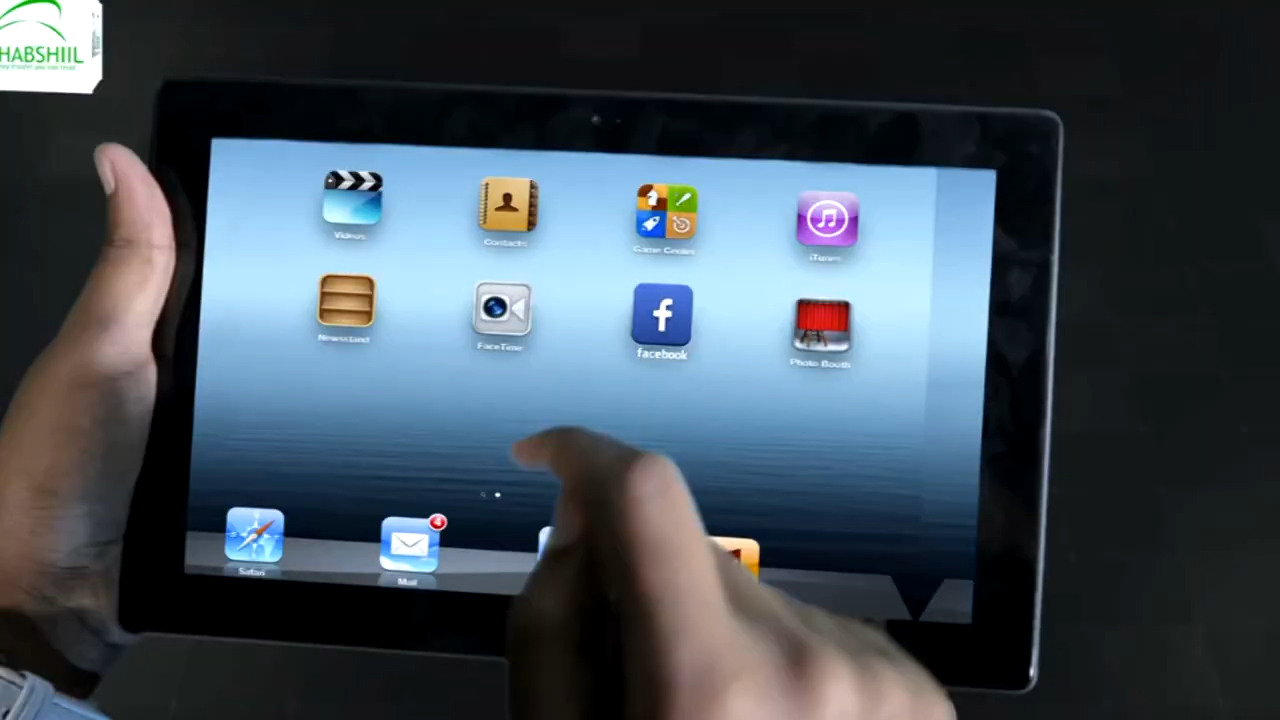 HABSHIIL
Videos
Contacts
Game Center
iTunes
Newsstand
FaceTime
facebook
Photo Booth
4
Safari
Mail